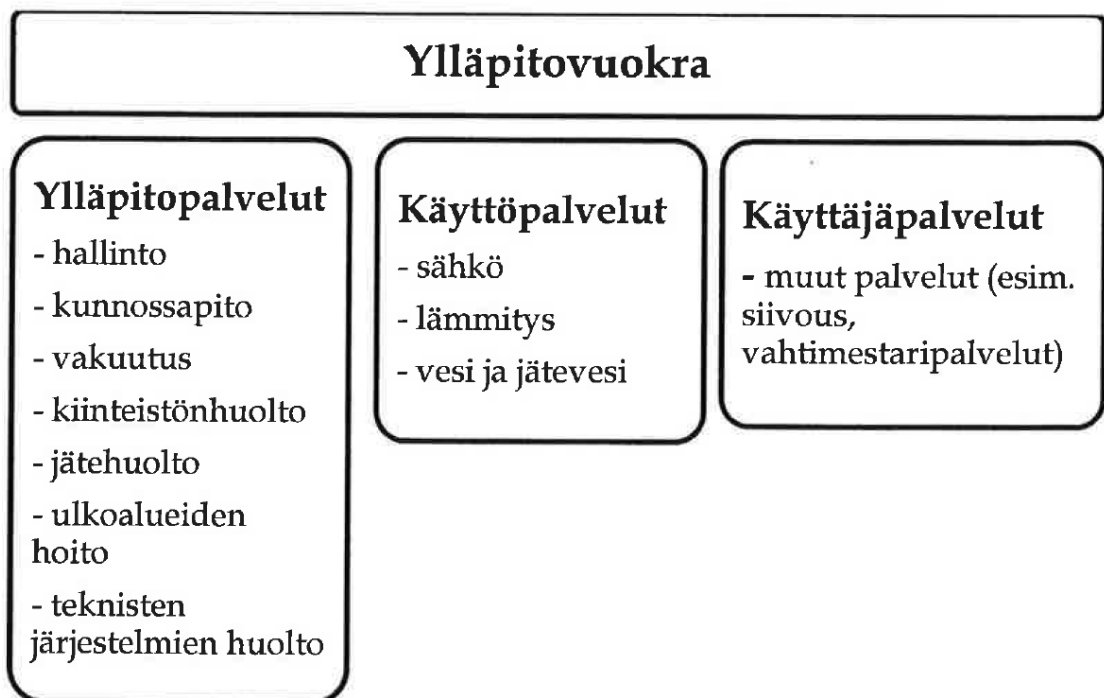 Ylläpitovuokra
Ylläpitopalvelut
- hallinto
- kunnossapito
- vakuutus
- kiinteistönhuolto
- jätehuolto
- ulkoalueiden
hoito
- teknisten
järjestelmien huolto
Käyttöpalvelut
- sähkö
- lämmitys
- vesi ja jätevesi
Käyttäjäpalvelut
- muut palvelut (esim.
siivous,
vahtimestaripalvelut)